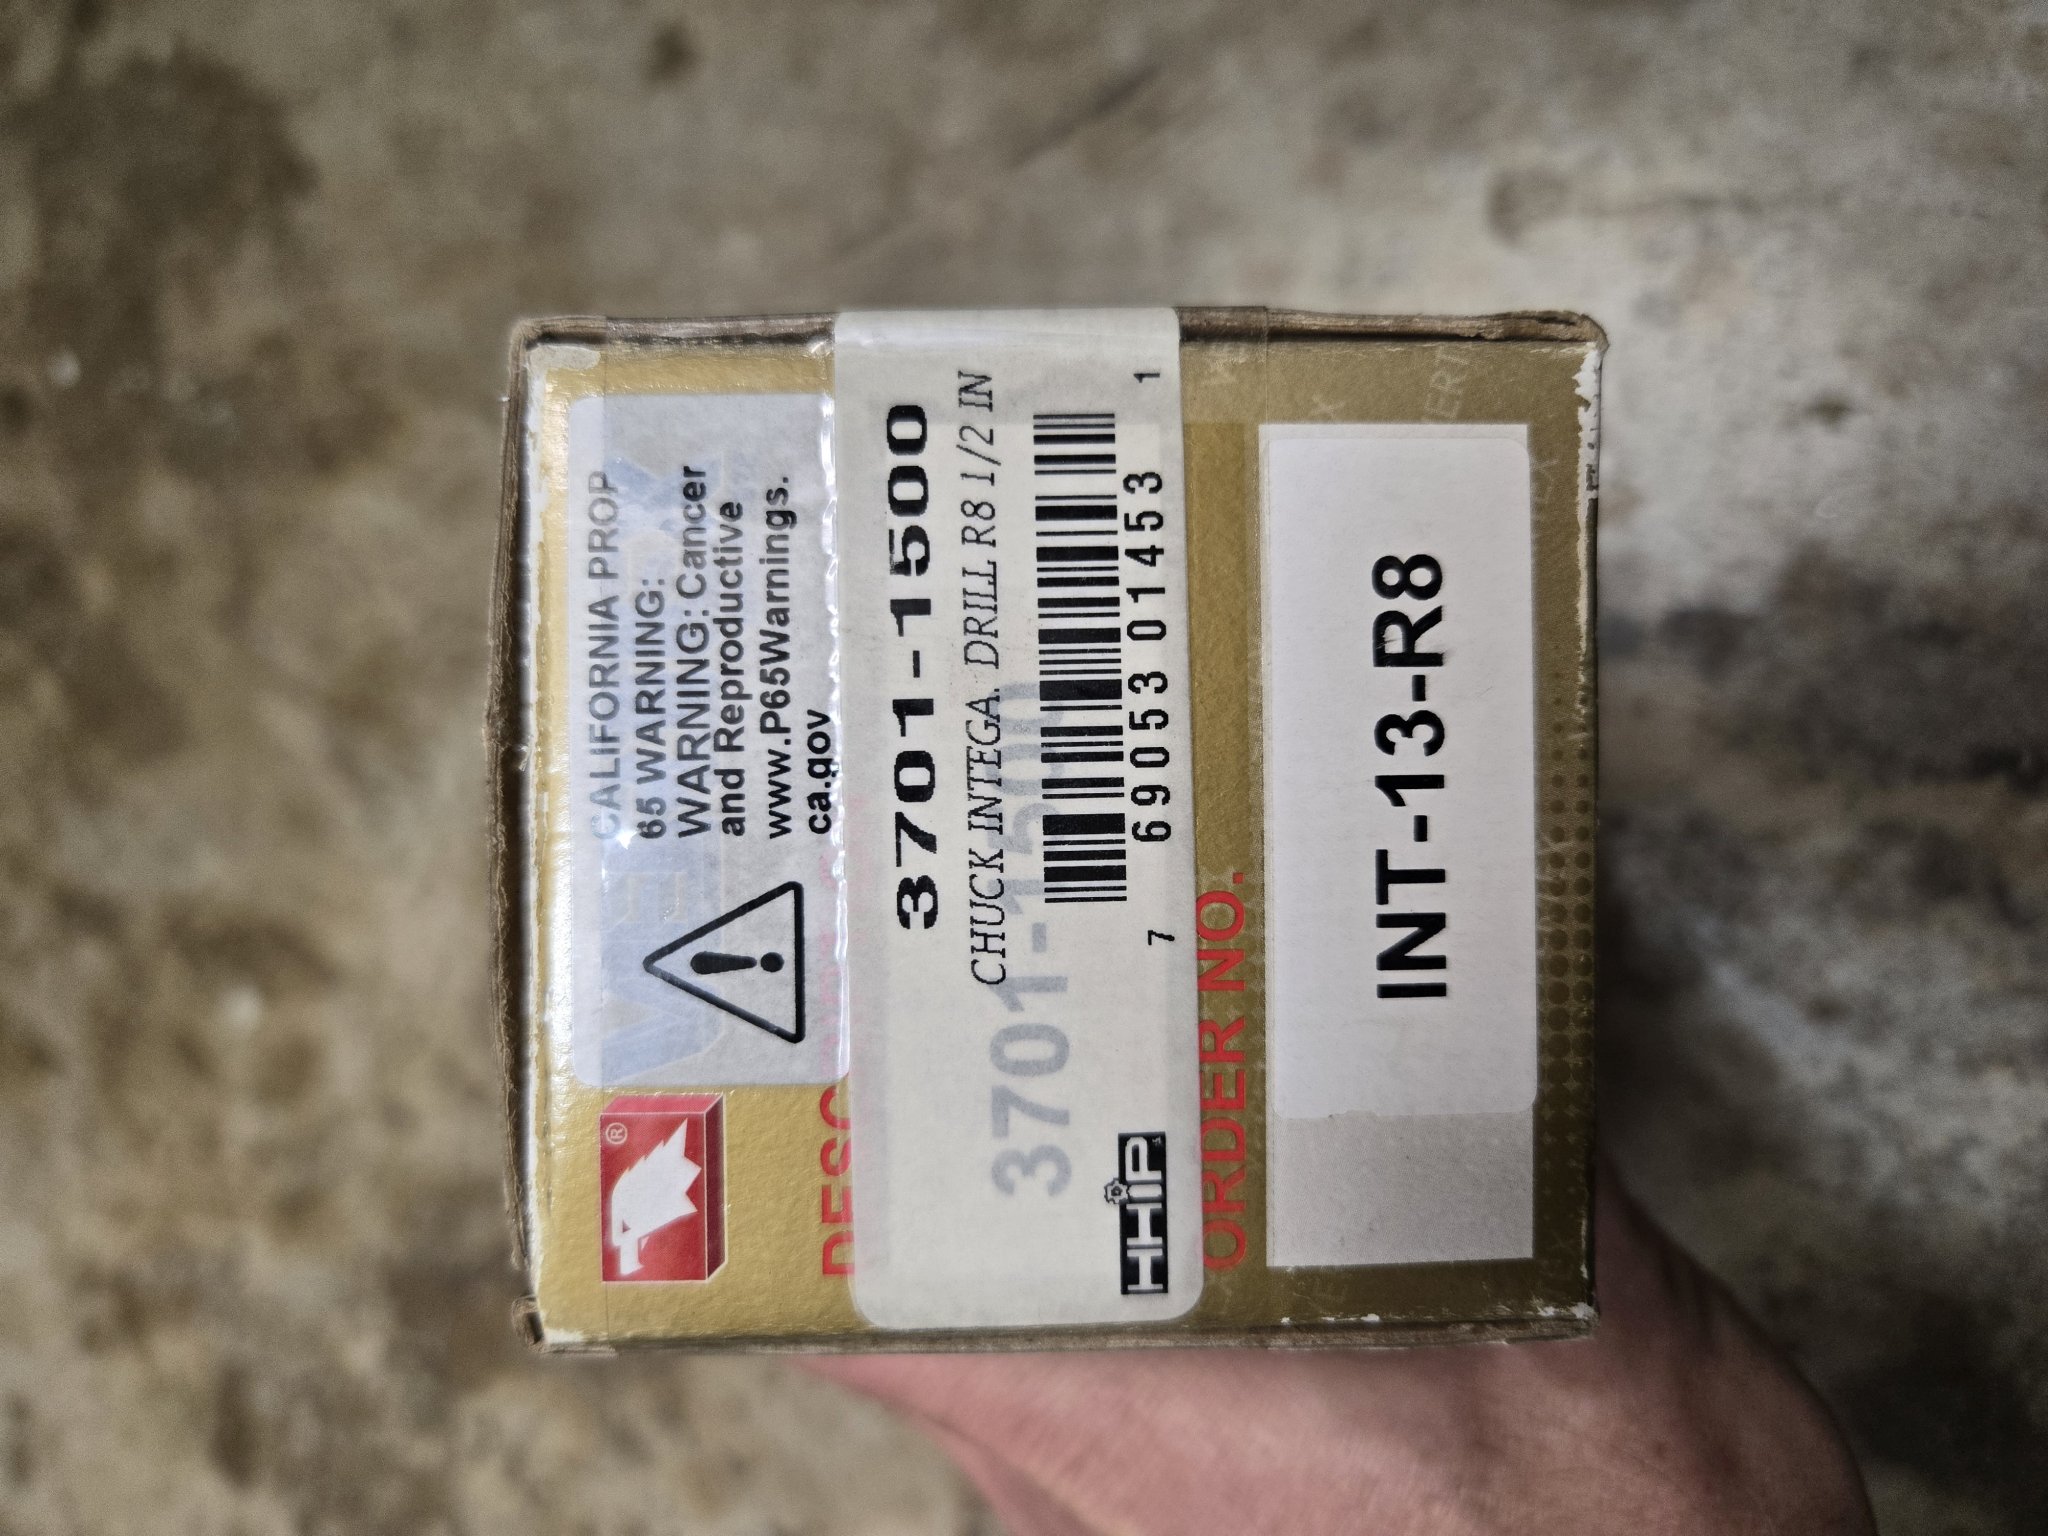 ®
CALIFORNIA PROP
65 WARNING:
WARNING: Cancer
and Reproductive
www.P65Warnings.
ca.gov
DESC
3701-1500
CHUCK INTEGA. DRILL R8 1/2 IN
3701-1500
7 69053 01453 1
HHIP
ORDER NO.
INT-13-R8